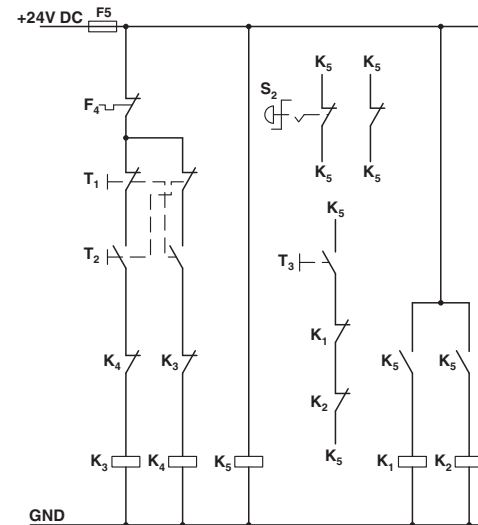 +24V DC F5
K5 K5
S2
F4
K5 K5
T1
K5
T2 T3
K1
K4 K3 K5 K5
K2
K5
K3 K4 K5 K1 K2
GND